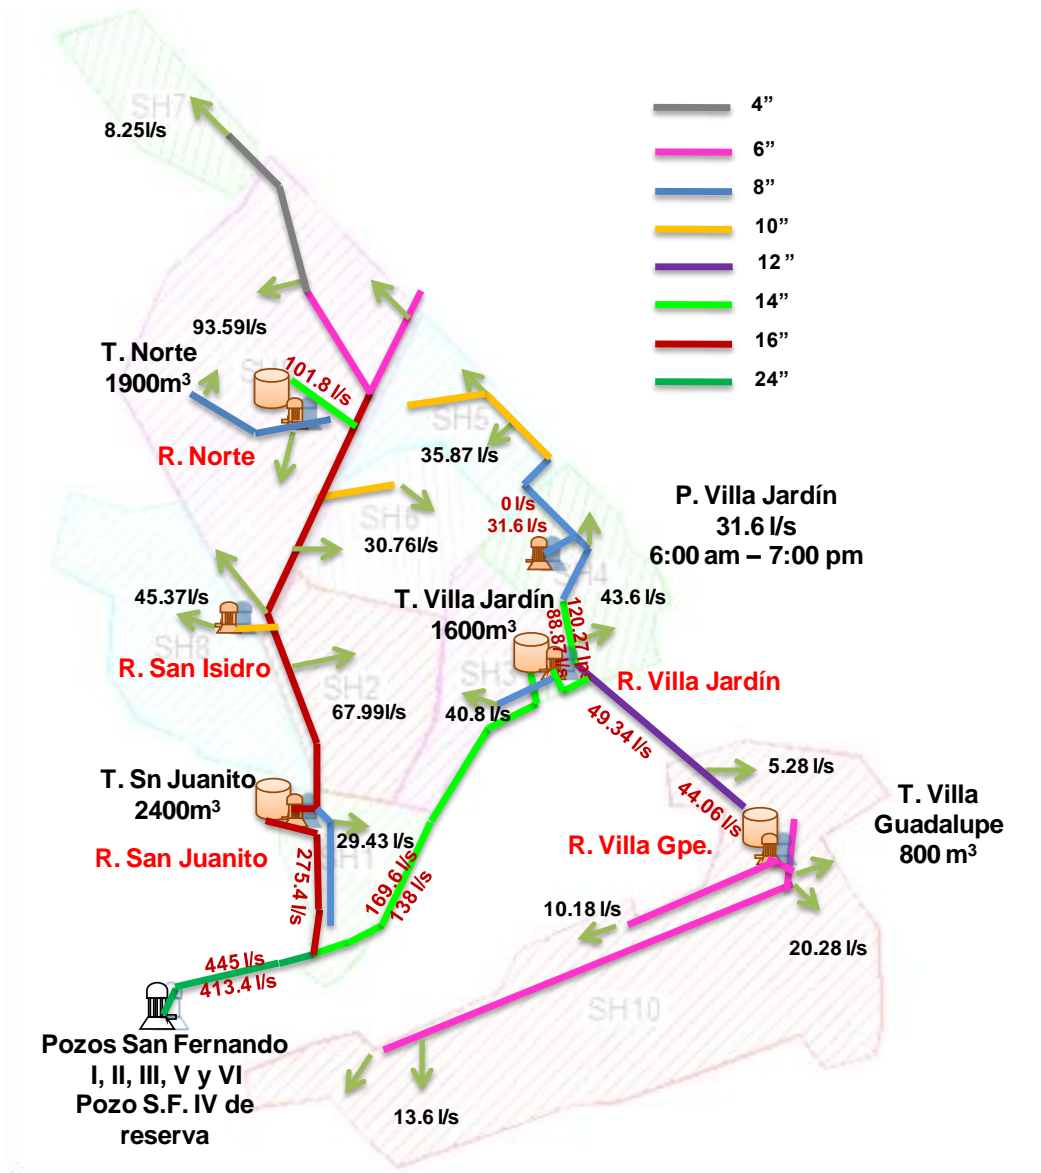 SH7
8.25l/s
4”
6”
8”
10”
12 ”
14”
16”
24”
93.59l/s
T. Norte
1900m³
101.8 l/s
R. Norte
SH5
35.87 l/s
0 l/s
31.6 l/s
P. Villa Jardín
31.6 l/s
6:00 am – 7:00 pm
SH6
30.76l/s
SH4
43.6 l/s
45.37l/s
T. Villa Jardín
1600m³
120.27 l/s
88.87 l/s
SH8
R. San Isidro
SH2
67.99l/s
SH3
40.8 l/s
R. Villa Jardín
49.34 l/s
5.28 l/s
44.06 l/s
T. Sn Juanito
2400m³
T. Villa
Guadalupe
800 m³
R. San Juanito
29.43 l/s
SH1
R. Villa Gpe.
275.4 l/s
169.6 l/s
138 l/s
10.18 l/s
20.28 l/s
445 l/s
413.4 l/s
SH10
Pozos San Fernando
I, II, III, V y VI
Pozo S.F. IV de
reserva
13.6 l/s